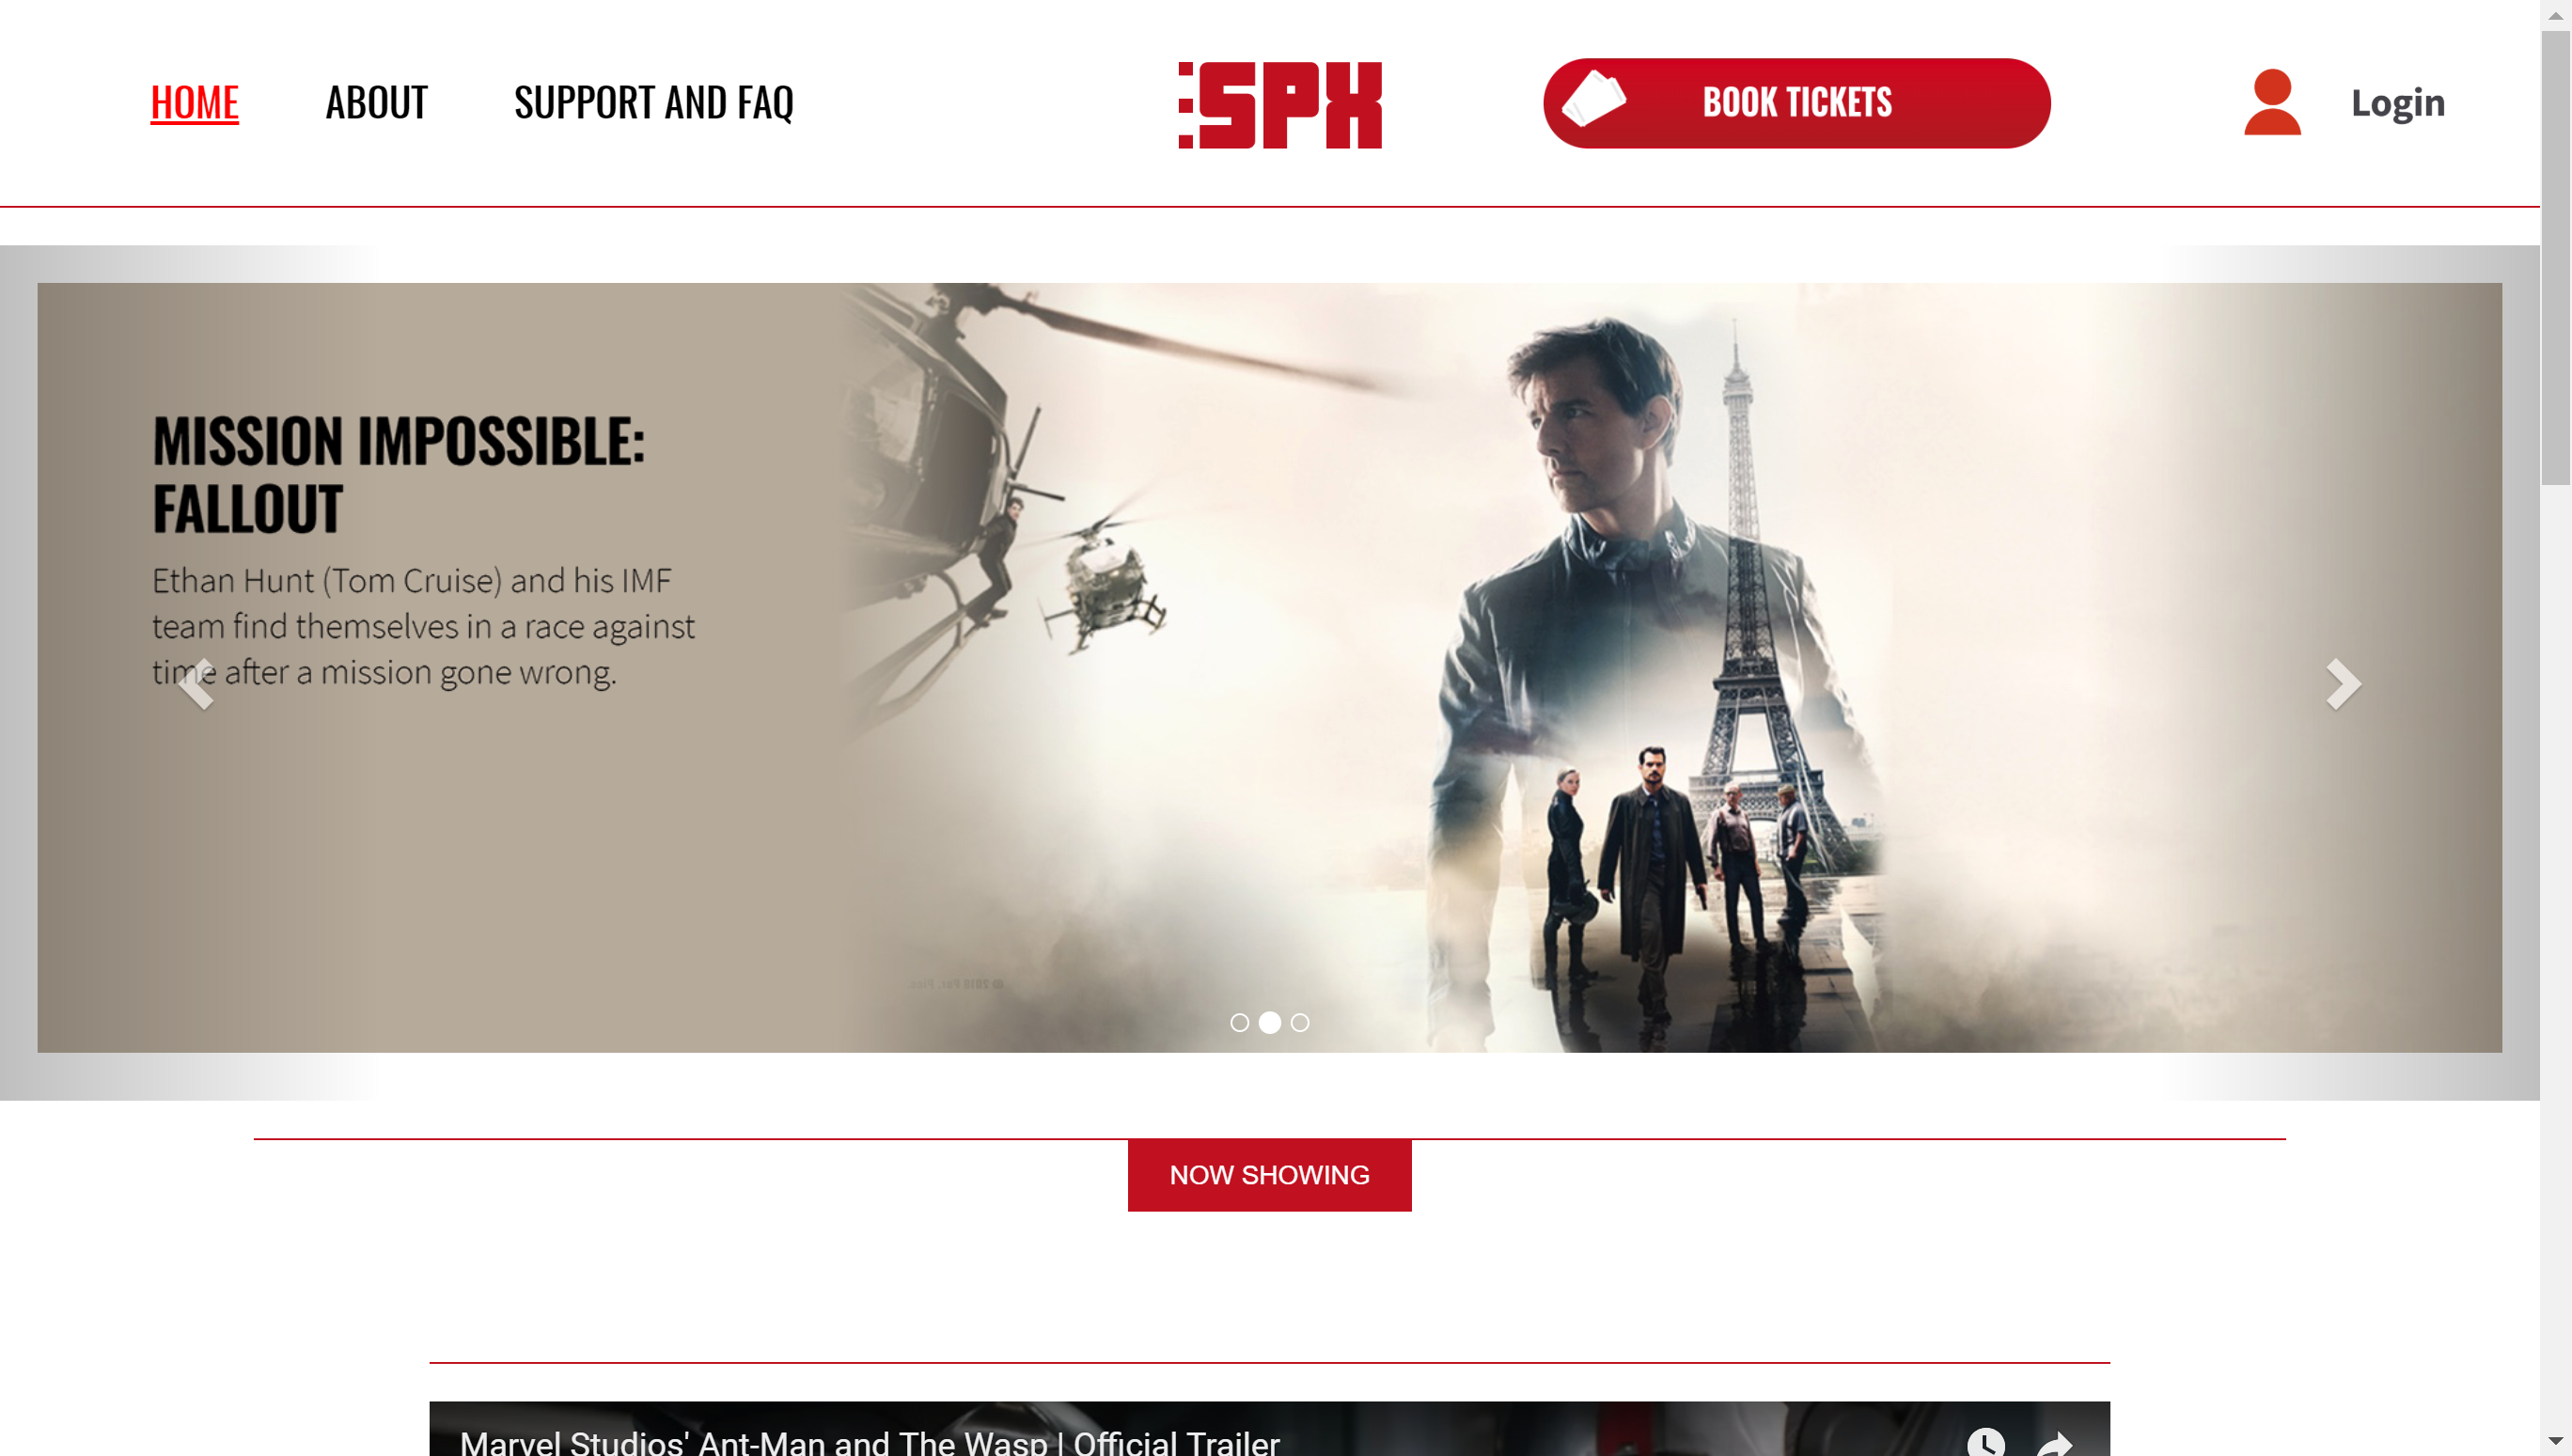 HOME
ABOUT
SUPPORT AND FAQ
SPX
BOOK TICKETS
Login
MISSION IMPOSSIBLE:
FALLOUT
Ethan Hunt (Tom Cruise) and his IMF
team find themselves in a race against
time after a mission gone wrong.
NOW SHOWING
Marvel Studios' Ant-Man and The Wasp | Official Trailer